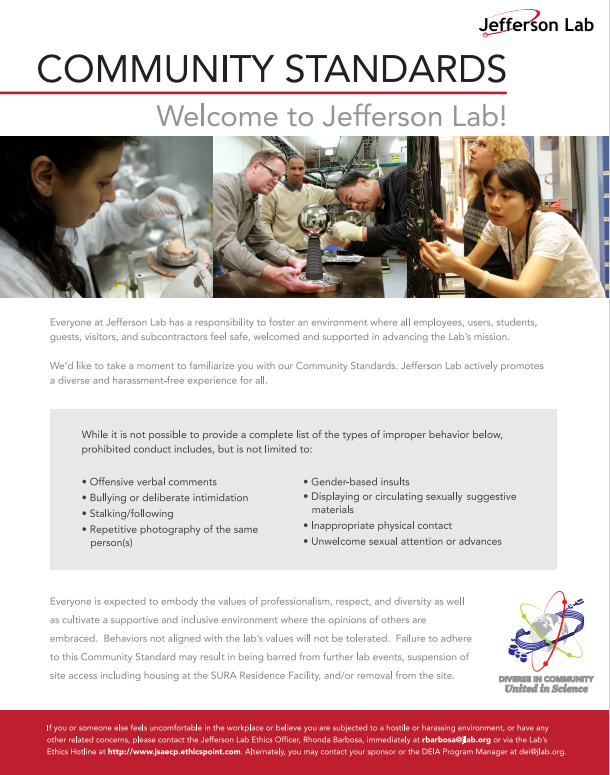 Jefferson Lab
COMMUNITY STANDARDS
Welcome to Jefferson Lab!
Everyone at Jefferson Lab has a responsibility to foster an environment where all employees, users, students,
guests, visitors, and subcontractors feel safe, welcomed and supported in advancing the Lab's mission.
We'd like to take a moment to familiarize you with our Community Standards. Jefferson Lab actively promotes
a diverse and harassment-free experience for all.
While it is not possible to provide a complete list of the types of improper behavior below,
prohibited conduct includes, but is not limited to:
• Offensive verbal comments
• Bullying or deliberate intimidation
• Stalking/following
• Repetitive photography of the same
person(s)
• Gender-based insults
• Displaying or circulating sexually suggestive
materials
• Inappropriate physical contact
• Unwelcome sexual attention or advances
Everyone is expected to embody the values of professionalism, respect, and diversity as well
as cultivate a supportive and inclusive environment where the opinions of others are
embraced. Behaviors not aligned with the lab's values will not be tolerated. Failure to adhere
to this Community Standard may result in being barred from further lab events, suspension of
site access including housing at the SURA Residence Facility, and/or removal from the site.
DIVERSE IN COMMUNITY
United in Science
If you or someone else feels uncomfortable in the workplace or believe you are subjected to a hostile or harassing environment, or have any
other related concerns, please contact the Jefferson Lab Ethics Officer, Rhonda Barbosa, immediately at rbarbosa@jlab.org or via the Lab's
Ethics Hotline at http://www.jsaecp.ethicspoint.com. Alternately, you may contact your sponsor or the DEIA Program Manager at dei@jlab.org.